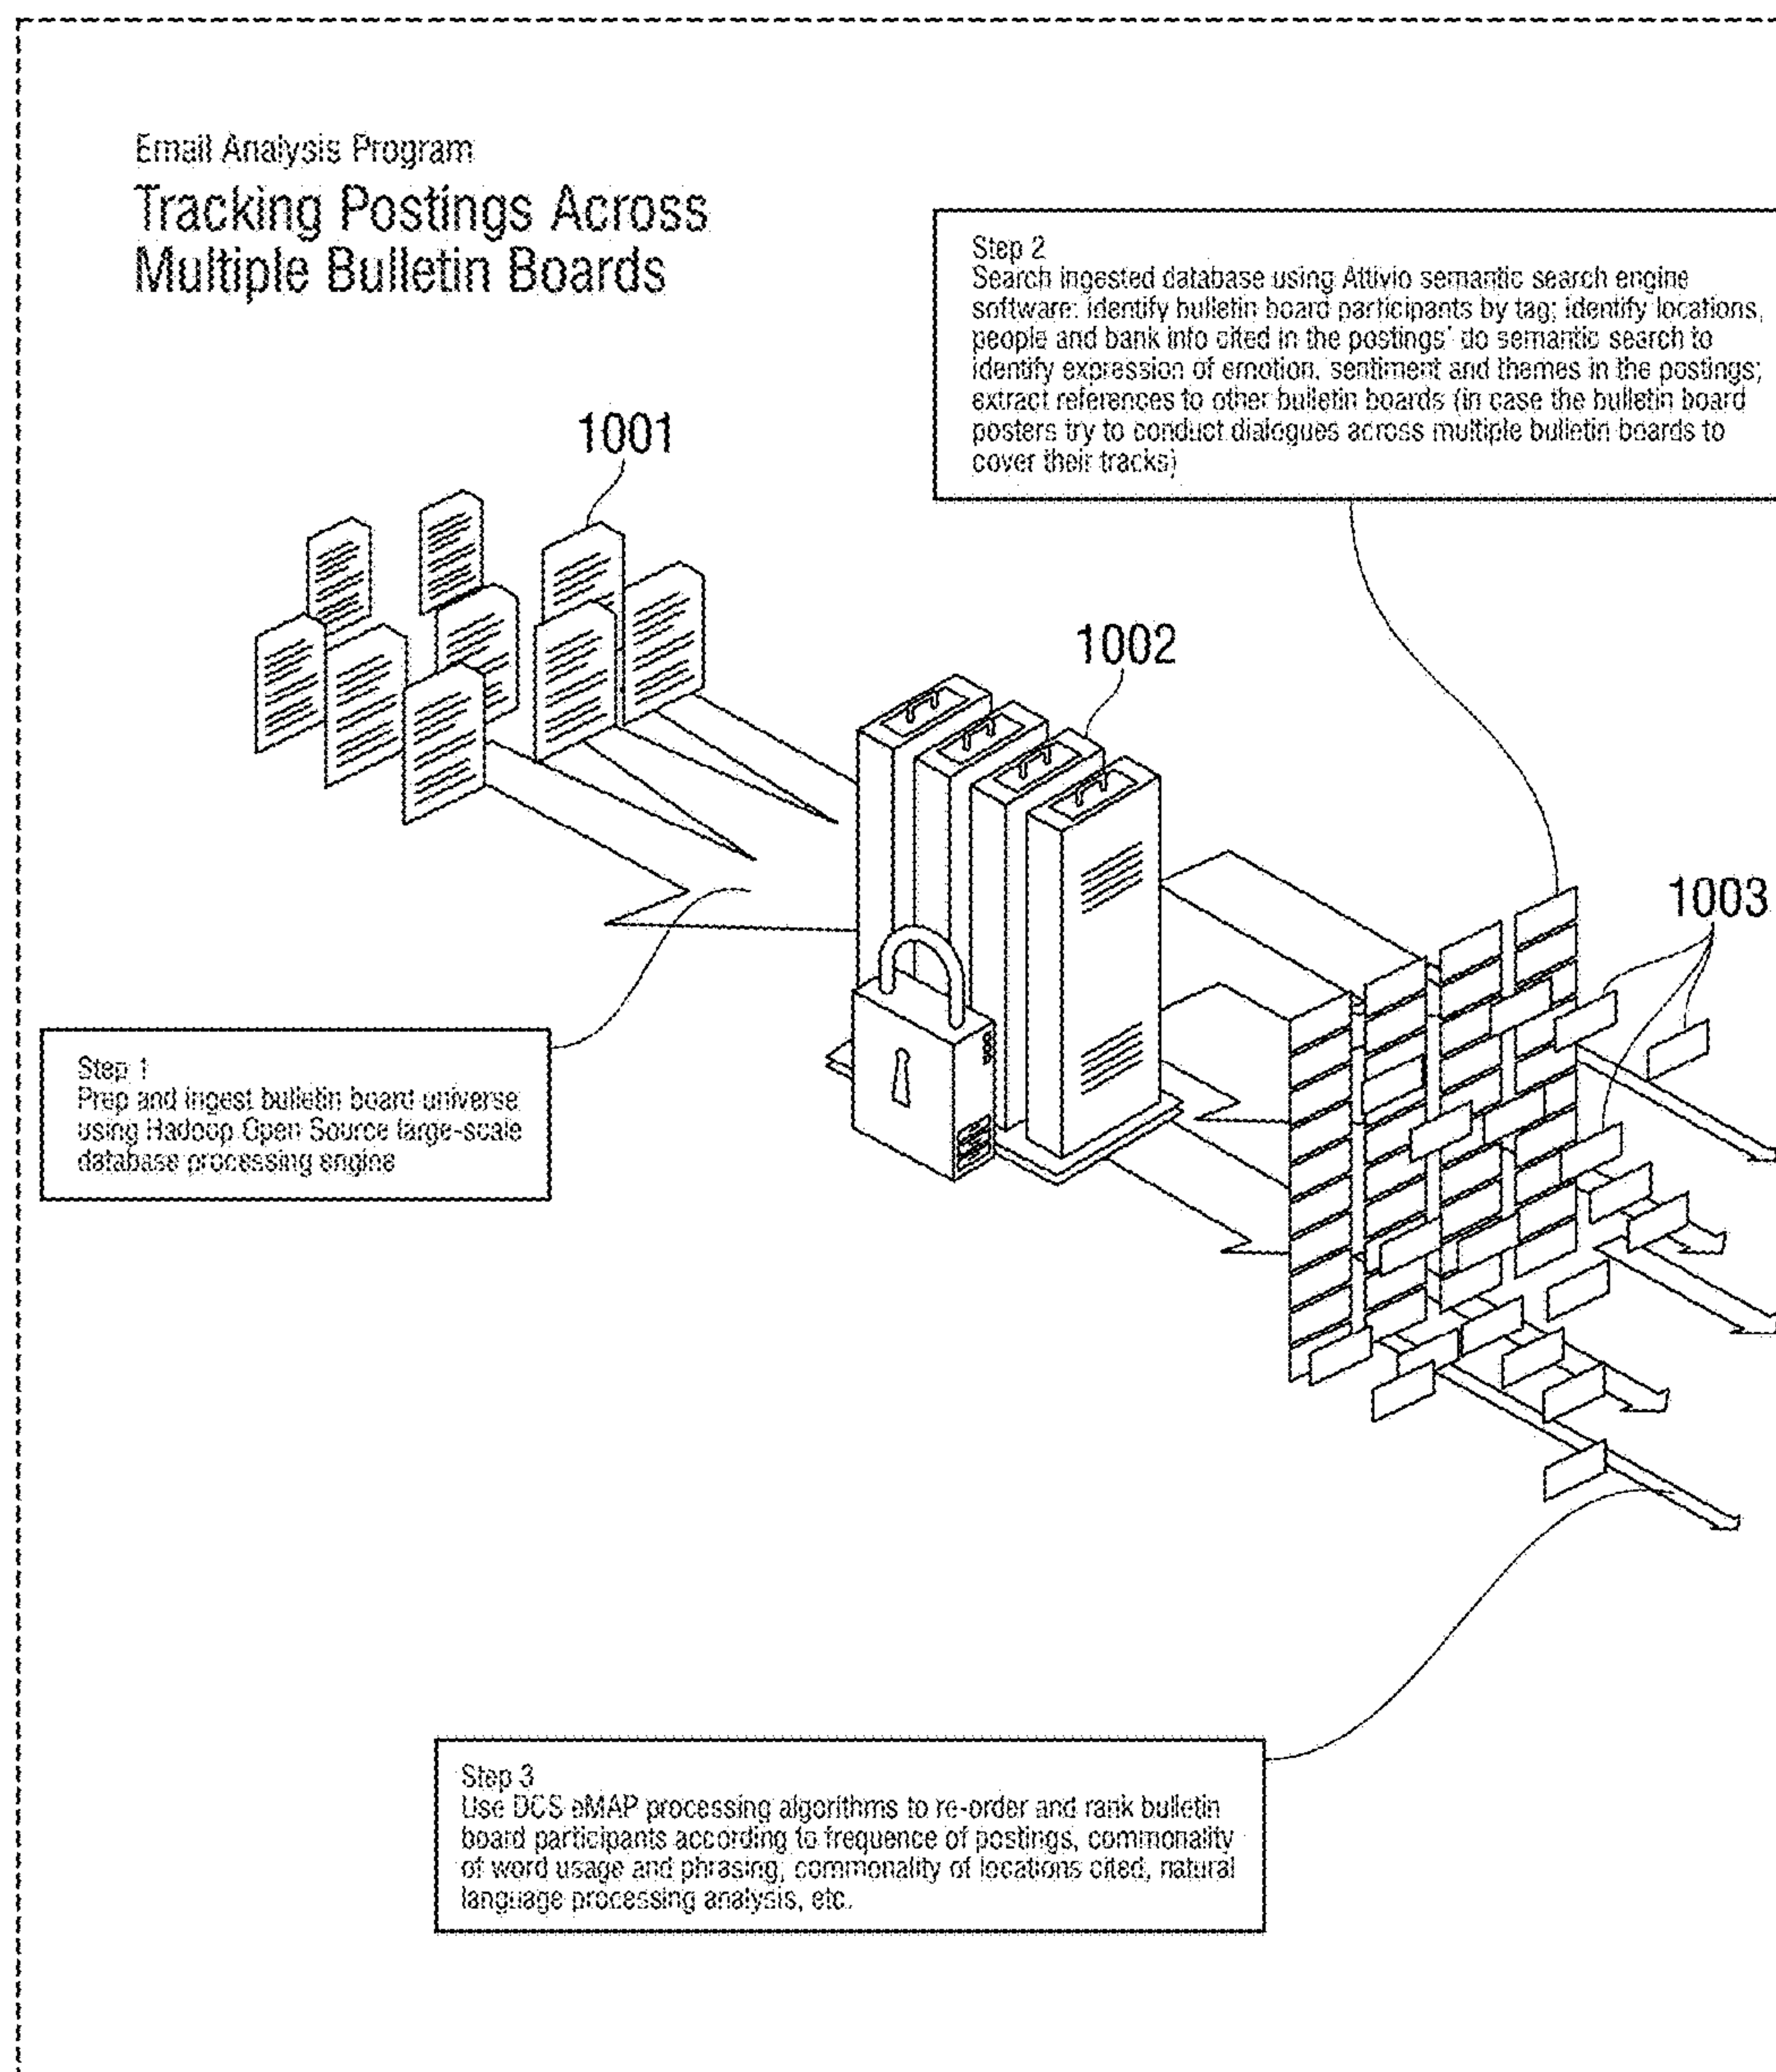 Email Analysis Program
Tracking Postings Across
Multiple Bulletin Boards
Step 2
Search ingested database using Attivio semantic search engine
software: identify bulletin board participants by tag; identify locations,
people and bank info cited in the postings' do semantic search to
identify expression of emotion, sentiment and themes in the postings;
extract references to other bulletin boards (in case the bulletin board
posters try to conduct dialogues across multiple bulletin boards to
cover their tracks)
1001
1002
1003
Step 1
Prep and ingest bulletin board universe
using Hadoop Open Source large-scale
database processing engine
Step 3
Use DCS eMAP processing algorithms to re-order and rank bulletin
board participants according to frequence of postings, commonality
of word usage and phrasing, commonality of locations cited, natural
language processing analysis, etc.